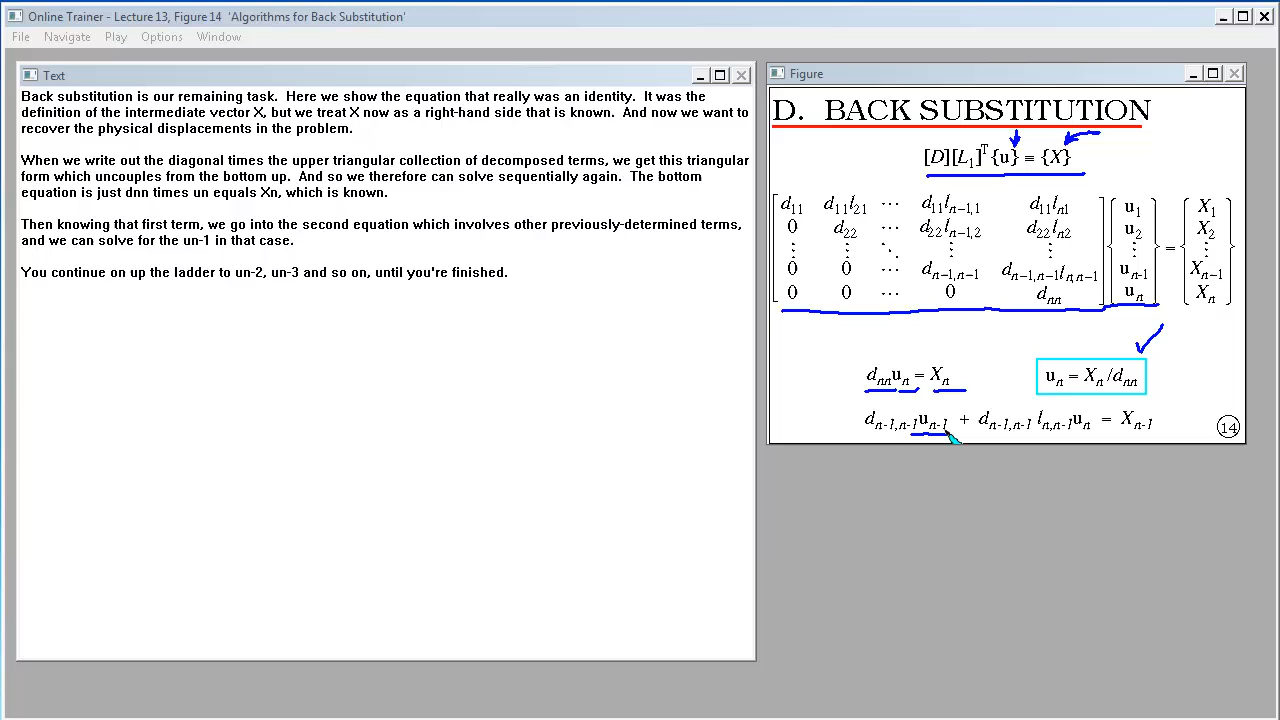 Online Trainer - Lecture 13, Figure 14 'Algorithms for Back Substitution'
File Navigate Play Options Window
Text
Back substitution is our remaining task. Here we show the equation that really was an identity. It was the
definition of the intermediate vector X, but we treat X now as a right-hand side that is known. And now we want to
recover the physical displacements in the problem.
When we write out the diagonal times the upper triangular collection of decomposed terms, we get this triangular
form which uncouples from the bottom up. And so we therefore can solve sequentially again. The bottom
equation is just dnn times un equals Xn, which is known.
Then knowing that first term, we go into the second equation which involves other previously-determined terms,
and we can solve for the un-1 in that case.
You continue on up the ladder to un-2, un-3 and so on, until you're finished.
Figure
D. BACK SUBSTITUTION
[D][L₁]ᵀ{u} ≡ {X}
d11 d11l21 ⋯ d11ln−1,1 d11ln1 u1 X1
0 d22 ⋯ d22ln−1,2 d22ln2 u2 X2
⋮ ⋮ ⋱ ⋮ ⋮ ⋮ = ⋮
0 0 ⋯ dn−1,n−1 dn−1,n−1ln,n−1 un-1 Xn−1
0 0 ⋯ 0 dnn un Xn
dnnun = Xn un = Xn /dnn
dn-1,n-1un-1 + dn-1,n-1 ln,n-1un = Xn-1
14